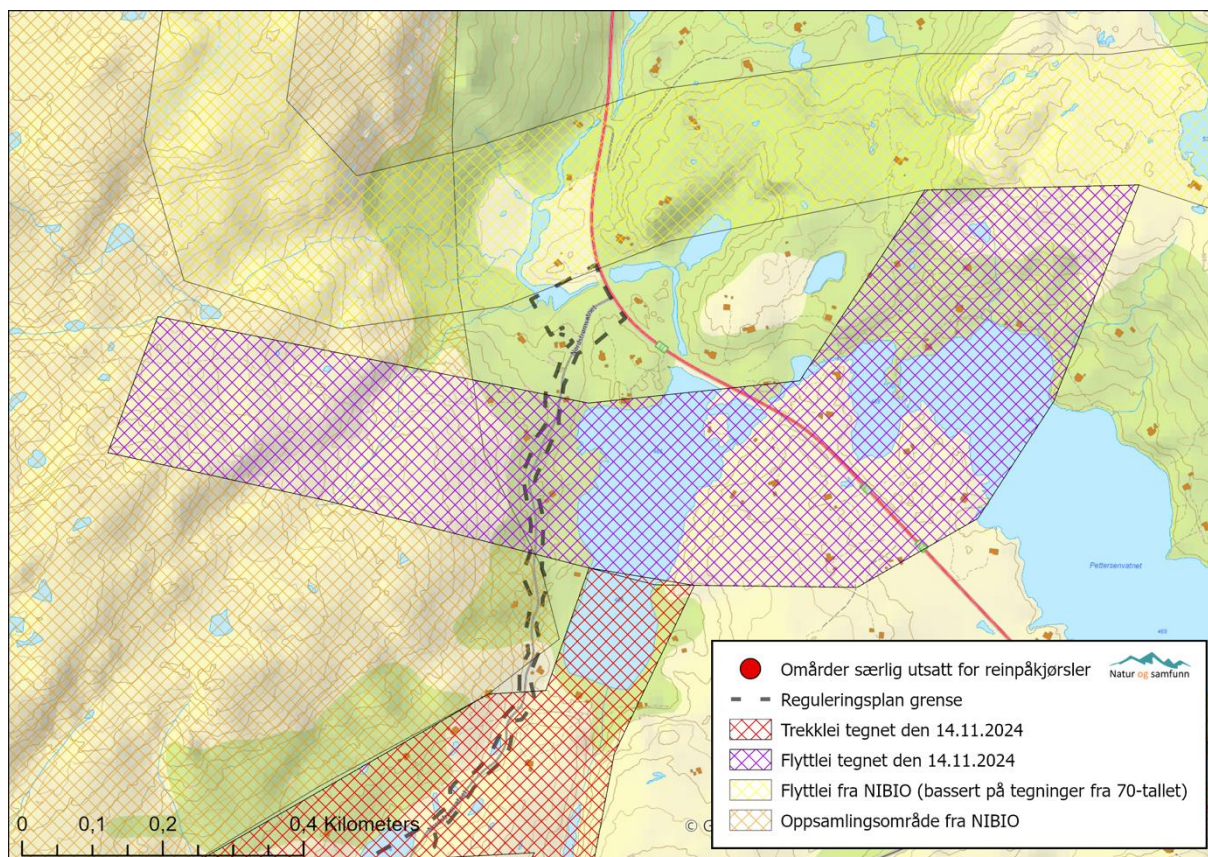 Pettersenvatnet
Områder særlig utsatt for reinpåkjørsler
Natur og samfunn
Reguleringsplan grense
Trekklei tegnet den 14.11.2024
Flyttlei tegnet den 14.11.2024
Flyttlei fra NIBIO (bassert på tegninger fra 70-tallet)
Oppsamlingsområde fra NIBIO
0 0,1 0,2 0,4 Kilometers
© G